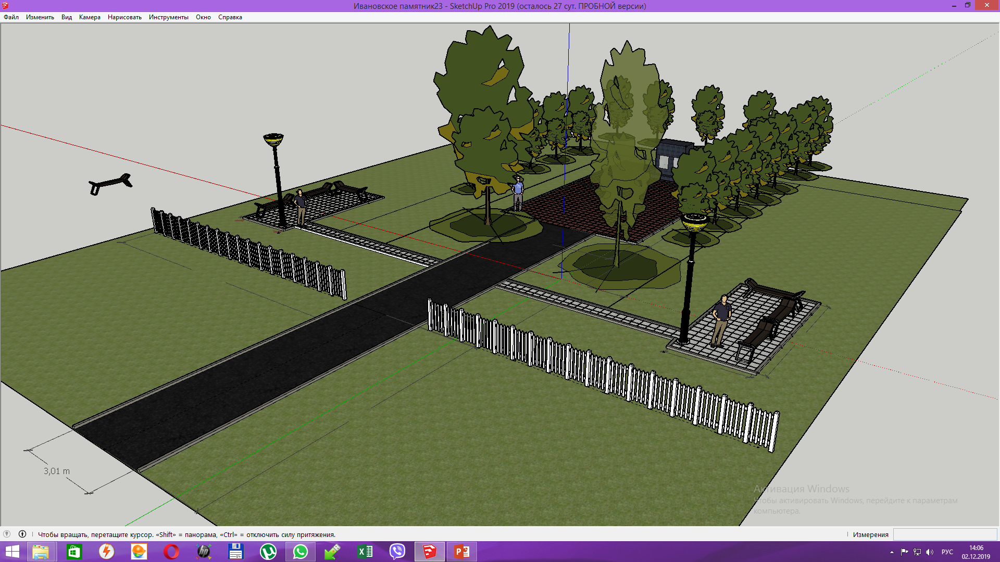 Ивановское памятник23 - SketchUp Pro 2019 (осталось 27 сут. ПРОБНОЙ версии)
Файл Изменить Вид Камера Нарисовать Инструменты Окно Справка
3,01 m
Активация Windows
Чтобы активировать Windows, перейдите к параметрам
компьютера.
Чтобы вращать, перетащите курсор. «Shift» = панорама, «Ctrl» = отключить силу притяжения.
Измерения
РУС
14:06
02.12.2019